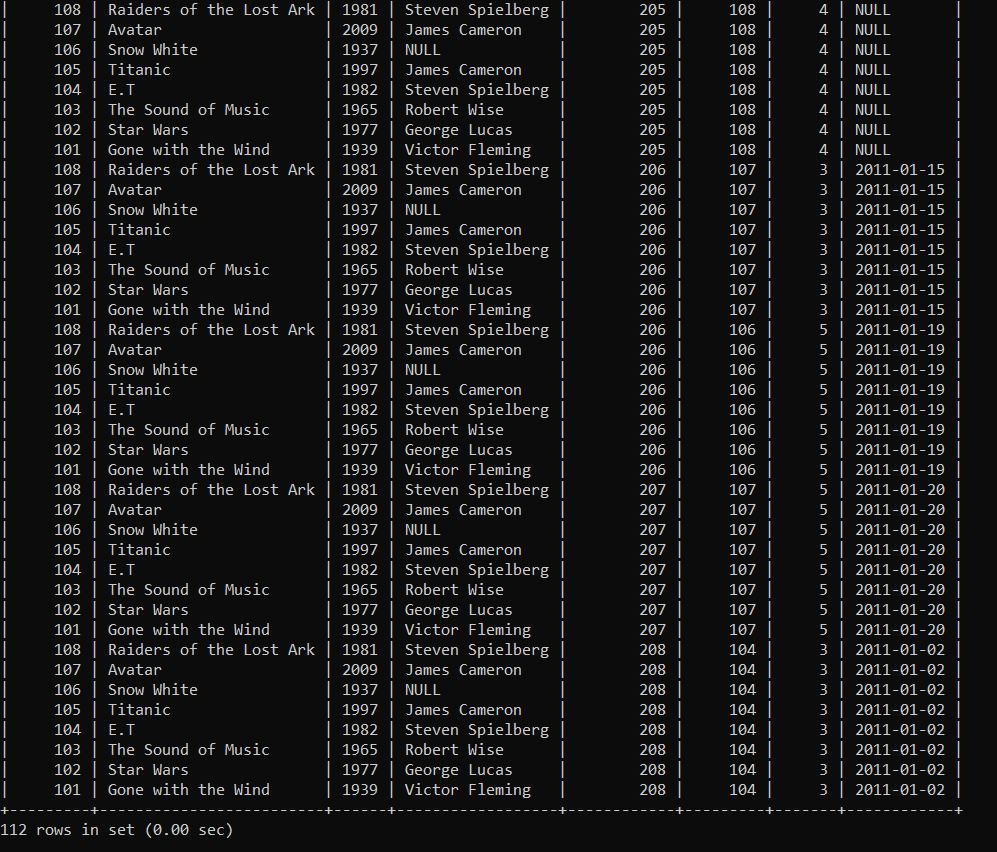 |     108 | Raiders of the Lost Ark | 1981 | Steven Spielberg |         205 |     108 |     4 | NULL       |
|     107 | Avatar                  | 2009 | James Cameron    |         205 |     108 |     4 | NULL       |
|     106 | Snow White              | 1937 | NULL             |         205 |     108 |     4 | NULL       |
|     105 | Titanic                 | 1997 | James Cameron    |         205 |     108 |     4 | NULL       |
|     104 | E.T                     | 1982 | Steven Spielberg |         205 |     108 |     4 | NULL       |
|     103 | The Sound of Music      | 1965 | Robert Wise      |         205 |     108 |     4 | NULL       |
|     102 | Star Wars               | 1977 | George Lucas     |         205 |     108 |     4 | NULL       |
|     101 | Gone with the Wind      | 1939 | Victor Fleming   |         205 |     108 |     4 | NULL       |
|     108 | Raiders of the Lost Ark | 1981 | Steven Spielberg |         206 |     107 |     3 | 2011-01-15 |
|     107 | Avatar                  | 2009 | James Cameron    |         206 |     107 |     3 | 2011-01-15 |
|     106 | Snow White              | 1937 | NULL             |         206 |     107 |     3 | 2011-01-15 |
|     105 | Titanic                 | 1997 | James Cameron    |         206 |     107 |     3 | 2011-01-15 |
|     104 | E.T                     | 1982 | Steven Spielberg |         206 |     107 |     3 | 2011-01-15 |
|     103 | The Sound of Music      | 1965 | Robert Wise      |         206 |     107 |     3 | 2011-01-15 |
|     102 | Star Wars               | 1977 | George Lucas     |         206 |     107 |     3 | 2011-01-15 |
|     101 | Gone with the Wind      | 1939 | Victor Fleming   |         206 |     107 |     3 | 2011-01-15 |
|     108 | Raiders of the Lost Ark | 1981 | Steven Spielberg |         206 |     106 |     5 | 2011-01-19 |
|     107 | Avatar                  | 2009 | James Cameron    |         206 |     106 |     5 | 2011-01-19 |
|     106 | Snow White              | 1937 | NULL             |         206 |     106 |     5 | 2011-01-19 |
|     105 | Titanic                 | 1997 | James Cameron    |         206 |     106 |     5 | 2011-01-19 |
|     104 | E.T                     | 1982 | Steven Spielberg |         206 |     106 |     5 | 2011-01-19 |
|     103 | The Sound of Music      | 1965 | Robert Wise      |         206 |     106 |     5 | 2011-01-19 |
|     102 | Star Wars               | 1977 | George Lucas     |         206 |     106 |     5 | 2011-01-19 |
|     101 | Gone with the Wind      | 1939 | Victor Fleming   |         206 |     106 |     5 | 2011-01-19 |
|     108 | Raiders of the Lost Ark | 1981 | Steven Spielberg |         207 |     107 |     5 | 2011-01-20 |
|     107 | Avatar                  | 2009 | James Cameron    |         207 |     107 |     5 | 2011-01-20 |
|     106 | Snow White              | 1937 | NULL             |         207 |     107 |     5 | 2011-01-20 |
|     105 | Titanic                 | 1997 | James Cameron    |         207 |     107 |     5 | 2011-01-20 |
|     104 | E.T                     | 1982 | Steven Spielberg |         207 |     107 |     5 | 2011-01-20 |
|     103 | The Sound of Music      | 1965 | Robert Wise      |         207 |     107 |     5 | 2011-01-20 |
|     102 | Star Wars               | 1977 | George Lucas     |         207 |     107 |     5 | 2011-01-20 |
|     101 | Gone with the Wind      | 1939 | Victor Fleming   |         207 |     107 |     5 | 2011-01-20 |
|     108 | Raiders of the Lost Ark | 1981 | Steven Spielberg |         208 |     104 |     3 | 2011-01-02 |
|     107 | Avatar                  | 2009 | James Cameron    |         208 |     104 |     3 | 2011-01-02 |
|     106 | Snow White              | 1937 | NULL             |         208 |     104 |     3 | 2011-01-02 |
|     105 | Titanic                 | 1997 | James Cameron    |         208 |     104 |     3 | 2011-01-02 |
|     104 | E.T                     | 1982 | Steven Spielberg |         208 |     104 |     3 | 2011-01-02 |
|     103 | The Sound of Music      | 1965 | Robert Wise      |         208 |     104 |     3 | 2011-01-02 |
|     102 | Star Wars               | 1977 | George Lucas     |         208 |     104 |     3 | 2011-01-02 |
|     101 | Gone with the Wind      | 1939 | Victor Fleming   |         208 |     104 |     3 | 2011-01-02 |
+---------+-------------------------+------+------------------+------------+---------+-------+------------+
112 rows in set (0.00 sec)